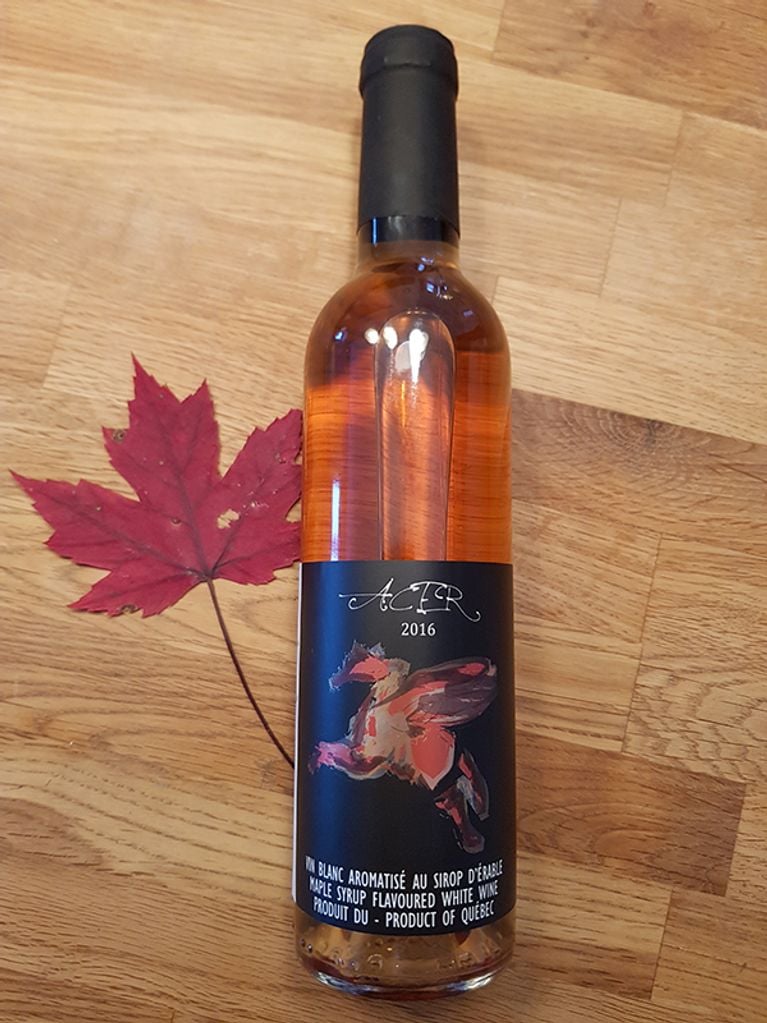 ACER
2016
VIN BLANC AROMATISÉ AU SIROP D'ÉRABLE
MAPLE SYRUP FLAVOURED WHITE WINE
PRODUIT DU - PRODUCT OF QUÉBEC